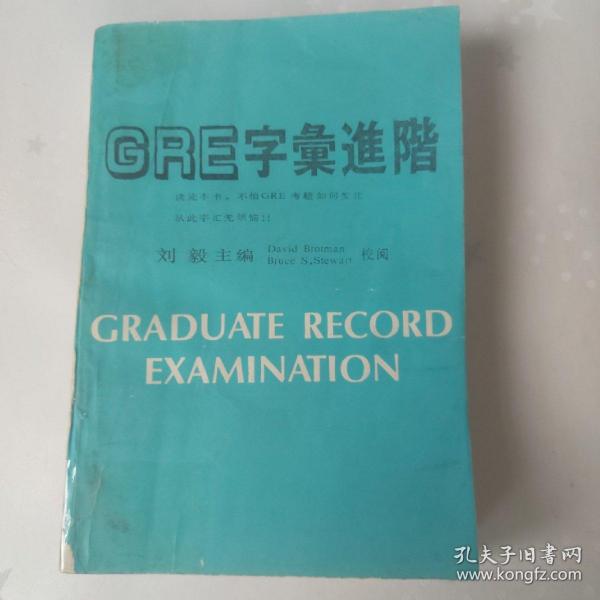 GRE字彙進階
读完本书。不怕GRE考题如何变化
从此字汇无烦恼!!
刘 毅 主 编 David Brotman
Bruce S. Stewart 校阅
GRADUATE RECORD
EXAMINATION
孔夫子旧书网
www.kongfz.com